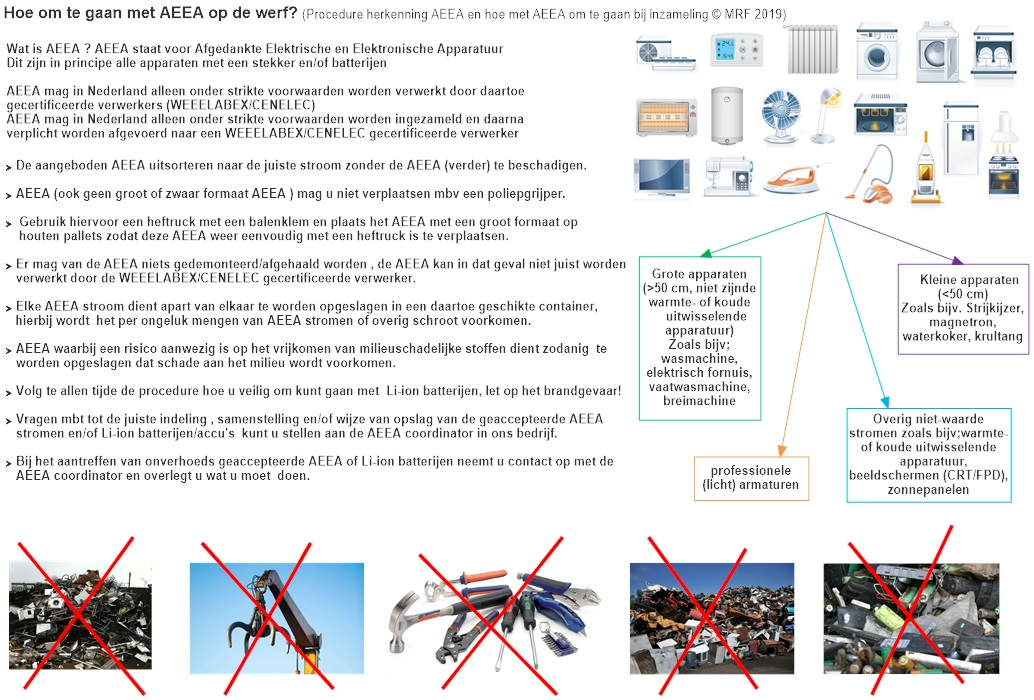 Hoe om te gaan met AEEA op de werf? (Procedure herkenning AEEA en hoe met AEEA om te gaan bij inzameling © MRF 2019)
Wat is AEEA ? AEEA staat voor Afgedankte Elektrische en Elektronische Apparatuur
Dit zijn in principe alle apparaten met een stekker en/of batterijen
AEEA mag in Nederland alleen onder strikte voorwaarden worden verwerkt door daartoe
gecertificeerde verwerkers (WEEELABEX/CENELEC)
AEEA mag in Nederland alleen onder strikte voorwaarden worden ingezameld en daarna
verplicht worden afgevoerd naar een WEEELABEX/CENELEC gecertificeerde verwerker
➢ De aangeboden AEEA uitsorteren naar de juiste stroom zonder de AEEA (verder) te beschadigen.
➢ AEEA (ook geen groot of zwaar formaat AEEA ) mag u niet verplaatsen mbv een poliepgrijper.
➢ Gebruik hiervoor een heftruck met een balenklem en plaats het AEEA met een groot formaat op
houten pallets zodat deze AEEA weer eenvoudig met een heftruck is te verplaatsen.
➢ Er mag van de AEEA niets gedemonteerd/afgehaald worden , de AEEA kan in dat geval niet juist worden
verwerkt door de WEEELABEX/CENELEC gecertificeerde verwerker.
➢ Elke AEEA stroom dient apart van elkaar te worden opgeslagen in een daartoe geschikte container,
hierbij wordt het per ongeluk mengen van AEEA stromen of overig schroot voorkomen.
➢ AEEA waarbij een risico aanwezig is op het vrijkomen van milieuschadelijke stoffen dient zodanig te
worden opgeslagen dat schade aan het milieu wordt voorkomen.
➢ Volg te allen tijde de procedure hoe u veilig om kunt gaan met Li-ion batterijen, let op het brandgevaar!
➢ Vragen mbt tot de juiste indeling , samenstelling en/of wijze van opslag van de geaccepteerde AEEA
stromen en/of Li-ion batterijen/accu's kunt u stellen aan de AEEA coordinator in ons bedrijf.
➢ Bij het aantreffen van onverhoeds geaccepteerde AEEA of Li-ion batterijen neemt u contact op met de
AEEA coordinator en overlegt u wat u moet doen.
Grote apparaten
(>50 cm, niet zijnde
warmte- of koude
uitwisselende
apparatuur)
Zoals bijv;
wasmachine,
elektrisch fornuis,
vaatwasmachine,
breimachine
professionele
(licht) armaturen
Overig niet-waarde
stromen zoals bijv;warmte-
of koude uitwisselende
apparatuur,
beeldschermen (CRT/FPD),
zonnepanelen
Kleine apparaten
(<50 cm)
Zoals bijv. Strijkijzer,
magnetron,
waterkoker, krultang